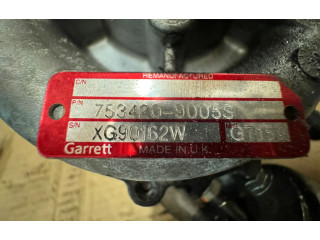 REMANUFACTURED
C/N
P/N 753420-9005S
S/N XG90162W GT15
Garrett MADE IN U.K.